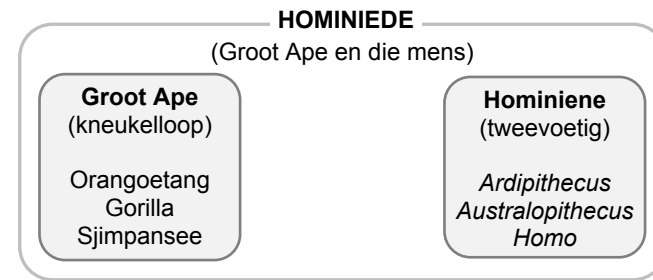 HOMINIEDE
(Groot Ape en die mens)
Groot Ape
(kneukelloop)
Orangoetang
Gorilla
Sjimpansee
Hominiene
(tweevoetig)
Ardipithecus
Australopithecus
Homo